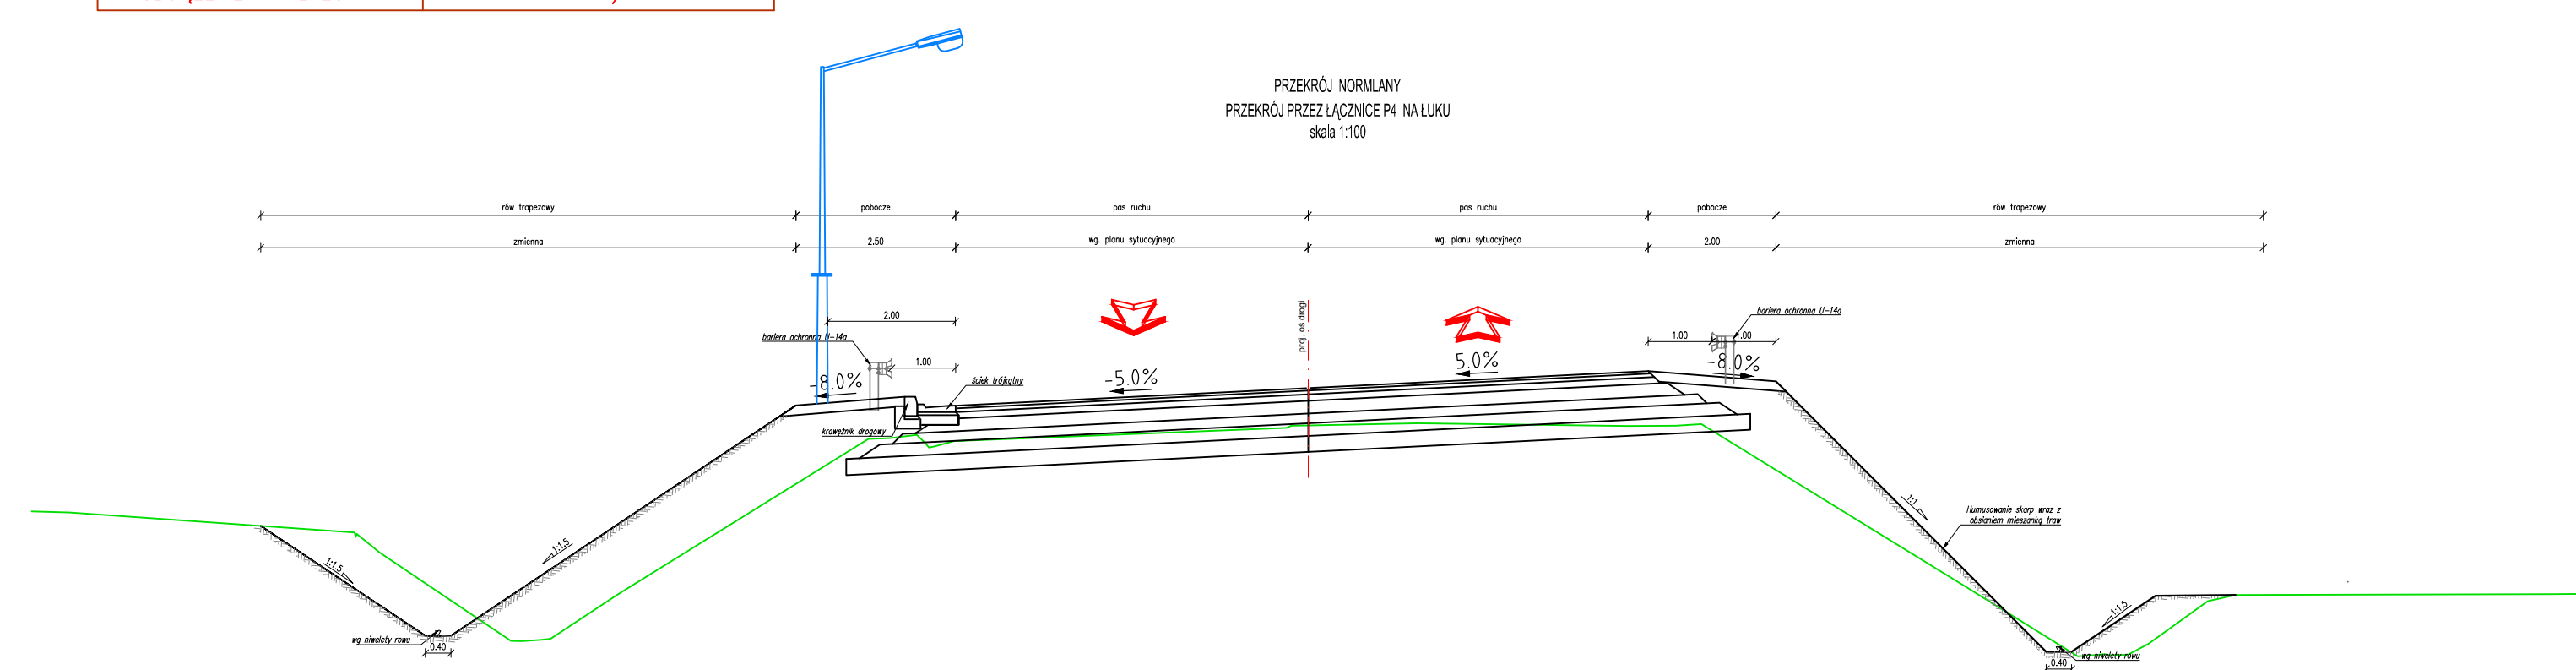 PRZEKRÓJ NORMLANY
PRZEKRÓJ PRZEZ ŁĄCZNICE P4 NA ŁUKU
skala 1:100
rów trapezowy
pobocze
pas ruchu
pas ruchu
pobocze
rów trapezowy
zmienna
2.50
wg. planu sytuacyjnego
wg. planu sytuacyjnego
2.00
zmienna
proj. oś drogi
2.00
bariera ochronna U-14a
1.00
bariera ochronna U-14a
1.00
1.00
-8.0%
ściek trójkątny
-5.0%
5.0%
-8.0%
krawężnik drogowy
1:1
Humusowanie skarp wraz z
obsianiem mieszanką traw
1:1.5
1:1.5
1:1.5
wg niwelety rowu
0.40
wg niwelety rowu
0.40